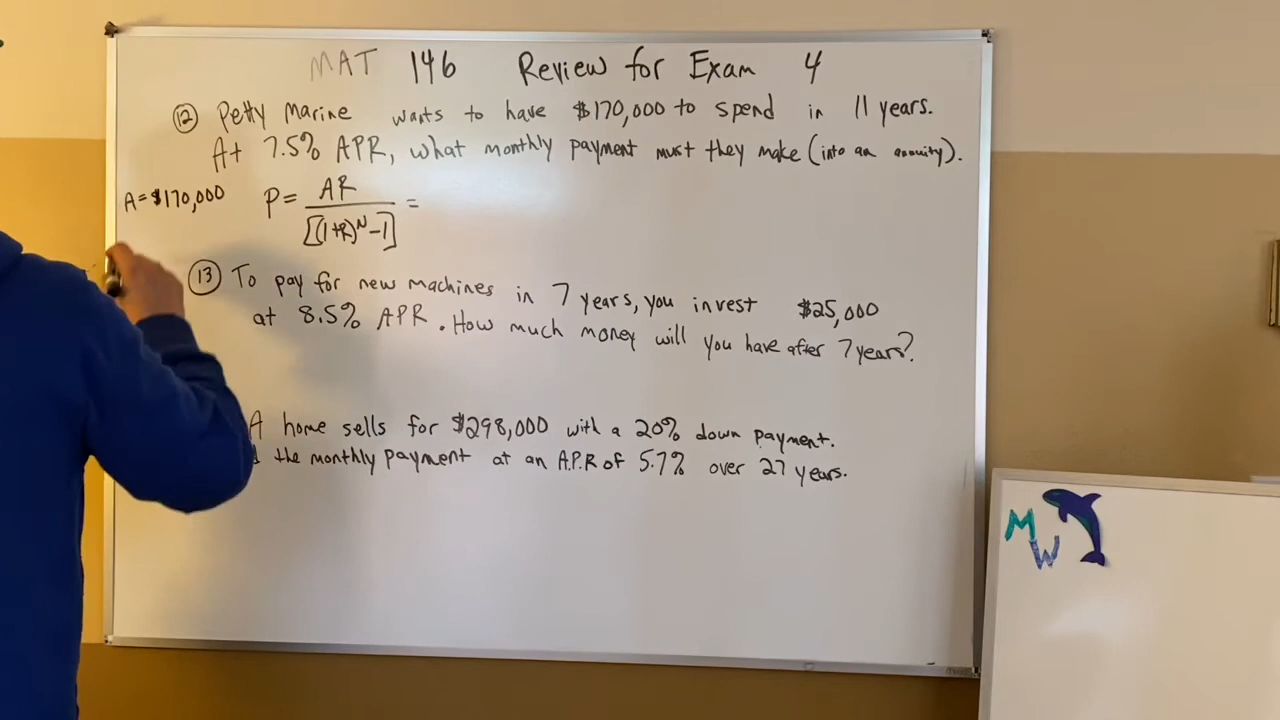 MAT 146 Review for Exam 4
12 Petty Marine wants to have $170,000 to spend in 11 years.
At 7.5% APR, what monthly payment must they make (into an annuity).
A=$170,000 P= AR / [(1+R)^N -1] =
13 To pay for new machines in 7 years, you invest $25,000
at 8.5% APR. How much money will you have after 7 years?
A home sells for $298,000 with a 20% down payment.
the monthly payment at an A.P.R of 5.7% over 27 years.
M
W